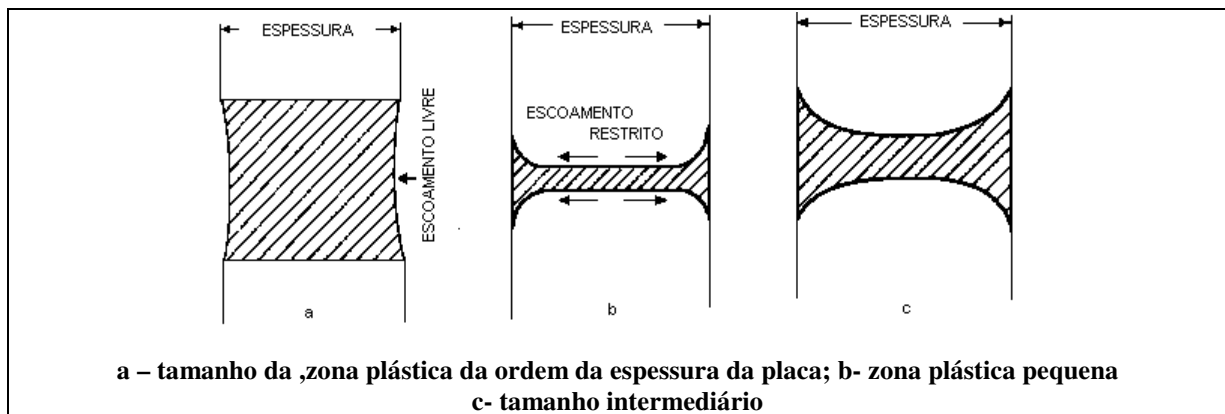 ESPESSURA
ESCOAMENTO LIVRE
a
ESPESSURA
ESCOAMENTO
RESTRITO
b
ESPESSURA
c
a – tamanho da ,zona plástica da ordem da espessura da placa; b- zona plástica pequena
c- tamanho intermediário